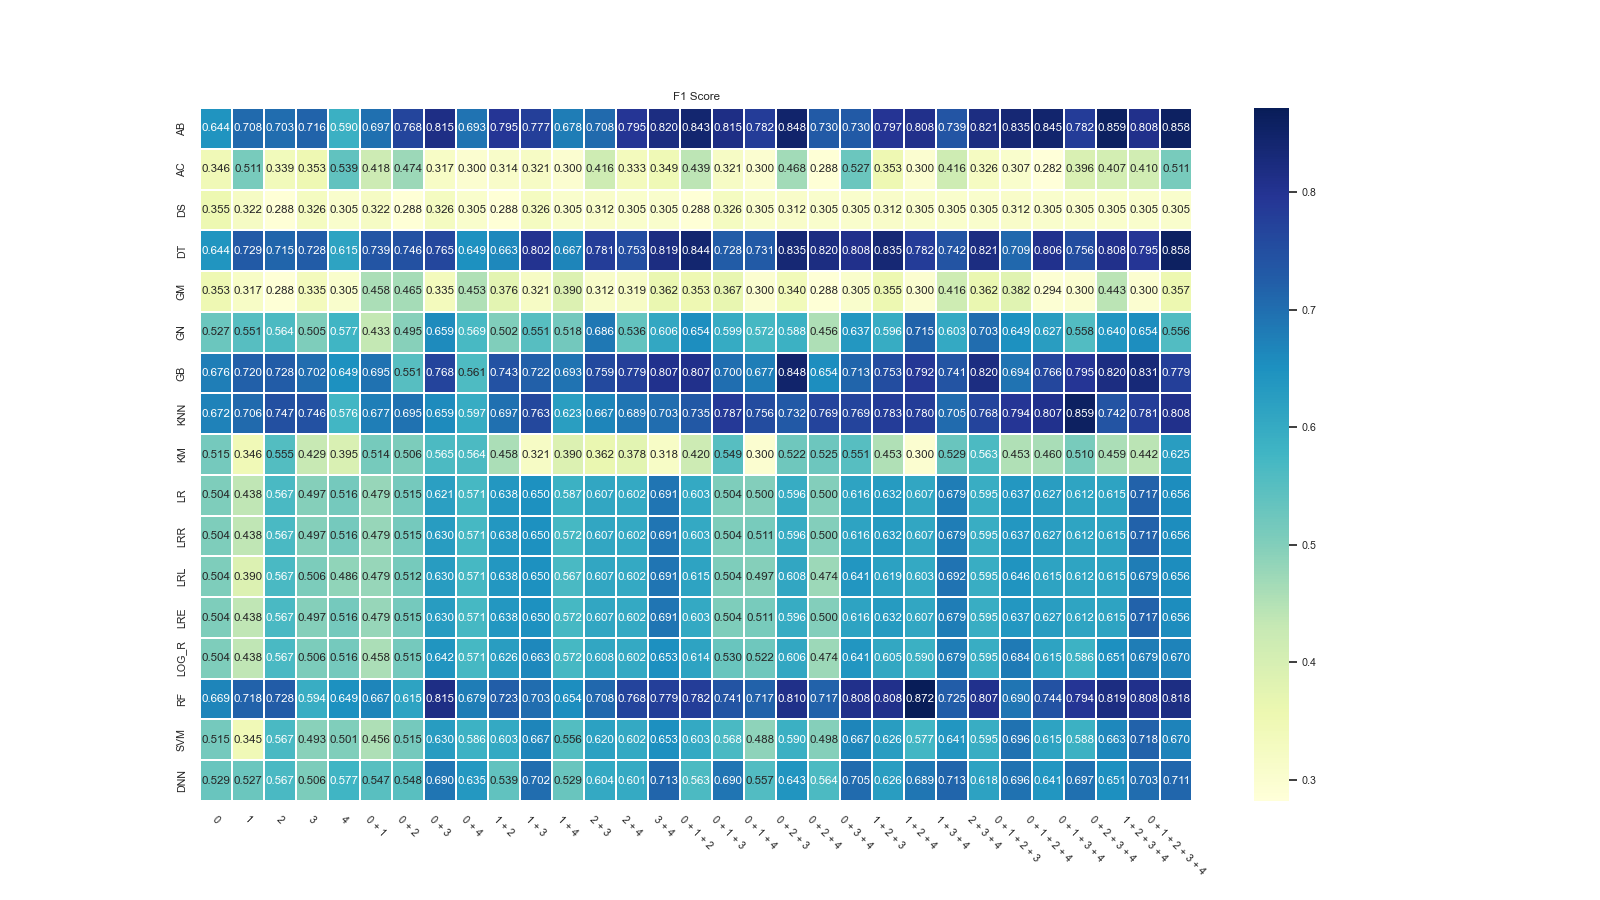 F1 Score
AB 0.644 0.708 0.703 0.716 0.590 0.697 0.768 0.815 0.693 0.795 0.777 0.678 0.708 0.795 0.820 0.843 0.815 0.782 0.848 0.730 0.730 0.797 0.808 0.739 0.821 0.835 0.845 0.782 0.859 0.808 0.858
AC 0.346 0.511 0.339 0.353 0.539 0.418 0.474 0.317 0.300 0.314 0.321 0.300 0.416 0.333 0.349 0.439 0.321 0.300 0.468 0.288 0.527 0.353 0.300 0.416 0.326 0.307 0.282 0.396 0.407 0.410 0.511
DS 0.355 0.322 0.288 0.326 0.305 0.322 0.288 0.326 0.305 0.288 0.326 0.305 0.312 0.305 0.305 0.288 0.326 0.305 0.312 0.305 0.305 0.312 0.305 0.305 0.305 0.312 0.305 0.305 0.305 0.305 0.305
DT 0.644 0.729 0.715 0.728 0.615 0.739 0.746 0.765 0.649 0.663 0.802 0.667 0.781 0.753 0.819 0.844 0.728 0.731 0.835 0.820 0.808 0.835 0.782 0.742 0.821 0.709 0.806 0.756 0.808 0.795 0.858
GM 0.353 0.317 0.288 0.335 0.305 0.458 0.465 0.335 0.453 0.376 0.321 0.390 0.312 0.319 0.362 0.353 0.367 0.300 0.340 0.288 0.305 0.355 0.300 0.416 0.362 0.382 0.294 0.300 0.443 0.300 0.357
GN 0.527 0.551 0.564 0.505 0.577 0.433 0.495 0.659 0.569 0.502 0.551 0.518 0.686 0.536 0.606 0.654 0.599 0.572 0.588 0.456 0.637 0.596 0.715 0.603 0.703 0.649 0.627 0.558 0.640 0.654 0.556
GB 0.676 0.720 0.728 0.702 0.649 0.695 0.551 0.768 0.561 0.743 0.722 0.693 0.759 0.779 0.807 0.807 0.700 0.677 0.848 0.654 0.713 0.753 0.792 0.741 0.820 0.694 0.766 0.795 0.820 0.831 0.779
KNN 0.672 0.706 0.747 0.746 0.576 0.677 0.695 0.659 0.597 0.697 0.763 0.623 0.667 0.689 0.703 0.735 0.787 0.756 0.732 0.769 0.769 0.783 0.780 0.705 0.768 0.794 0.807 0.859 0.742 0.781 0.808
KM 0.515 0.346 0.555 0.429 0.395 0.514 0.506 0.565 0.564 0.458 0.321 0.390 0.362 0.378 0.318 0.420 0.549 0.300 0.522 0.525 0.551 0.453 0.300 0.529 0.563 0.453 0.460 0.510 0.459 0.442 0.625
LR 0.504 0.438 0.567 0.497 0.516 0.479 0.515 0.621 0.571 0.638 0.650 0.587 0.607 0.602 0.691 0.603 0.504 0.500 0.596 0.500 0.616 0.632 0.607 0.679 0.595 0.637 0.627 0.612 0.615 0.717 0.656
LRR 0.504 0.438 0.567 0.497 0.516 0.479 0.515 0.630 0.571 0.638 0.650 0.572 0.607 0.602 0.691 0.603 0.504 0.511 0.596 0.500 0.616 0.632 0.607 0.679 0.595 0.637 0.627 0.612 0.615 0.717 0.656
LRL 0.504 0.390 0.567 0.506 0.486 0.479 0.512 0.630 0.571 0.638 0.650 0.567 0.607 0.602 0.691 0.615 0.504 0.497 0.608 0.474 0.641 0.619 0.603 0.692 0.595 0.646 0.615 0.612 0.615 0.679 0.656
LRE 0.504 0.438 0.567 0.497 0.516 0.479 0.515 0.630 0.571 0.638 0.650 0.572 0.607 0.602 0.691 0.603 0.504 0.511 0.596 0.500 0.616 0.632 0.607 0.679 0.595 0.637 0.627 0.612 0.615 0.717 0.656
LOG_R 0.504 0.438 0.567 0.506 0.516 0.458 0.515 0.642 0.571 0.626 0.663 0.572 0.608 0.602 0.653 0.614 0.530 0.522 0.606 0.474 0.641 0.605 0.590 0.679 0.595 0.684 0.615 0.586 0.651 0.679 0.670
RF 0.669 0.718 0.728 0.594 0.649 0.667 0.615 0.815 0.679 0.723 0.703 0.654 0.708 0.768 0.779 0.782 0.741 0.717 0.810 0.717 0.808 0.808 0.872 0.725 0.807 0.690 0.744 0.794 0.819 0.808 0.818
SVM 0.515 0.345 0.567 0.493 0.501 0.456 0.515 0.630 0.586 0.603 0.667 0.556 0.620 0.602 0.653 0.603 0.568 0.488 0.590 0.498 0.667 0.626 0.577 0.641 0.595 0.696 0.615 0.588 0.663 0.718 0.670
DNN 0.529 0.527 0.567 0.506 0.577 0.547 0.548 0.690 0.635 0.539 0.702 0.529 0.604 0.601 0.713 0.563 0.690 0.557 0.643 0.564 0.705 0.626 0.689 0.713 0.618 0.696 0.641 0.697 0.651 0.703 0.711
0
1
2
3
4
0 + 1
0 + 2
0 + 3
0 + 4
1 + 2
1 + 3
1 + 4
2 + 3
2 + 4
3 + 4
0 + 1 + 2
0 + 1 + 3
0 + 1 + 4
0 + 2 + 3
0 + 2 + 4
0 + 3 + 4
1 + 2 + 3
1 + 2 + 4
1 + 3 + 4
2 + 3 + 4
0 + 1 + 2 + 3
0 + 1 + 2 + 4
0 + 1 + 3 + 4
0 + 2 + 3 + 4
1 + 2 + 3 + 4
0 + 1 + 2 + 3 + 4
0.8
0.7
0.6
0.5
0.4
0.3